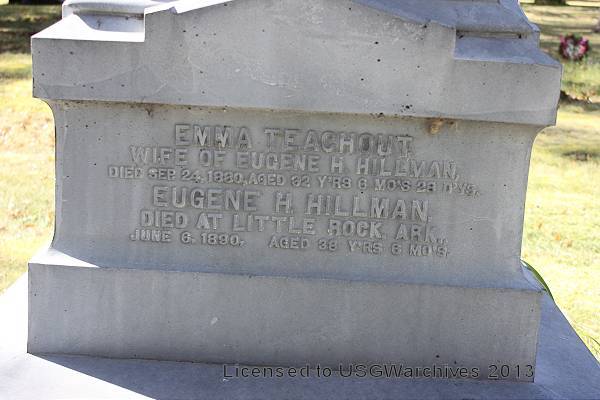 EMMA TEACHOUT
WIFE OF EUGENE H. HILLMAN,
DIED SEP. 24, 1880, AGED 32 Y'RS 6 MO'S 28 D'YS.
EUGENE H. HILLMAN,
DIED AT LITTLE ROCK, ARK.,
JUNE 6, 1890. AGED 38 Y'RS 6 MO'S.
Licensed to USGWarchives 2013